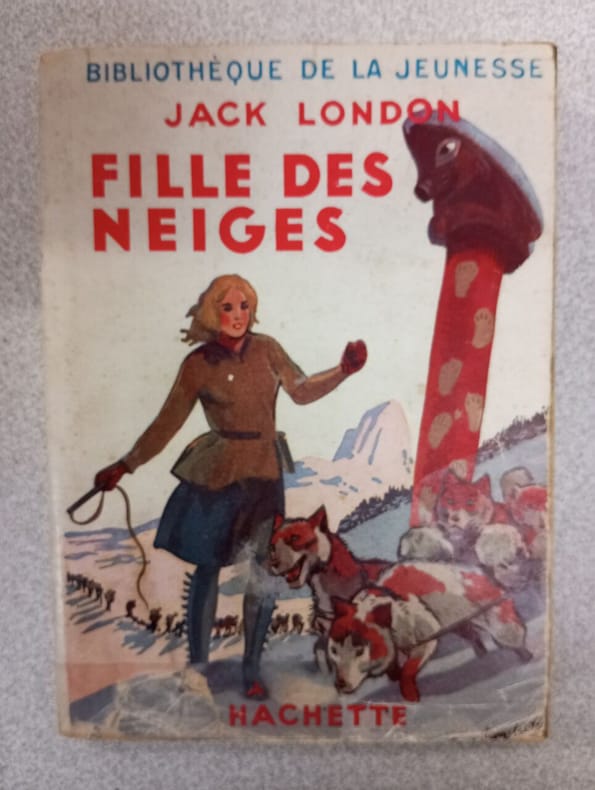 BIBLIOTHÈQUE DE LA JEUNESSE
JACK LONDON
FILLE DES
NEIGES
HACHETTE